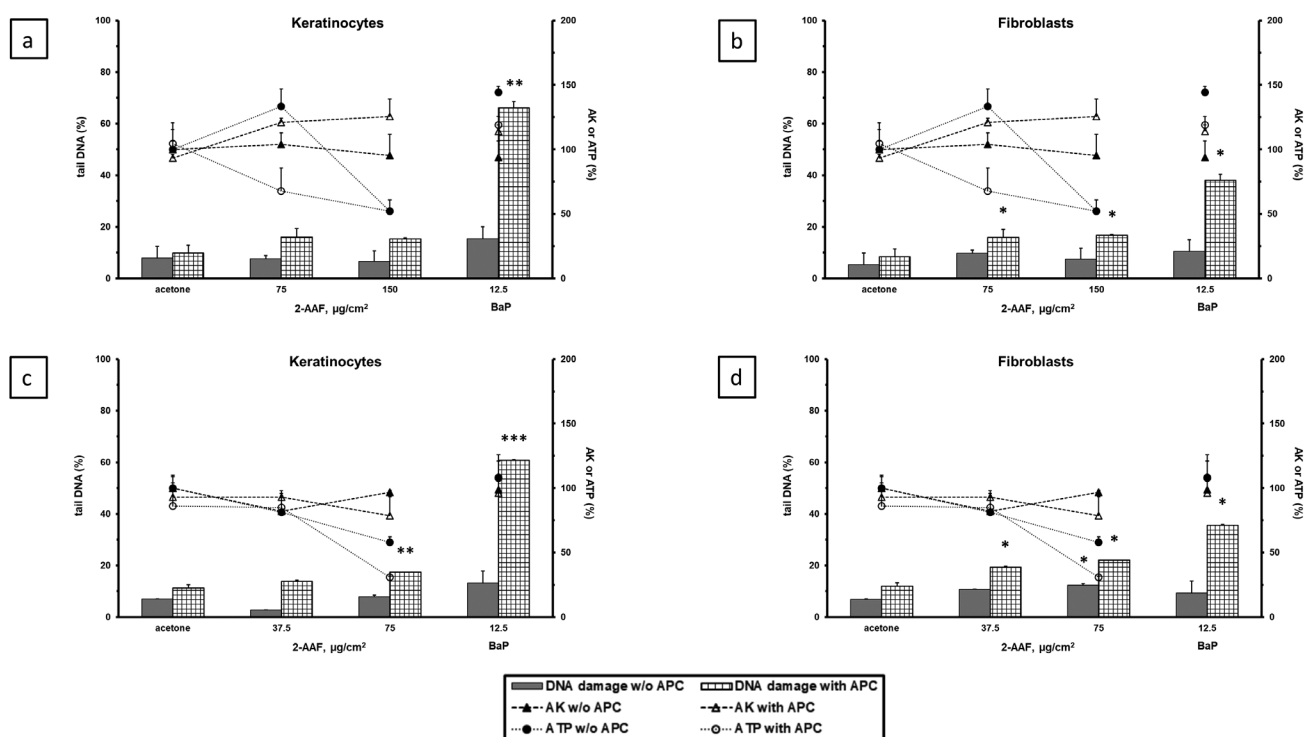 a
Keratinocytes
tail DNA (%)
100
80
60
40
20
0
200
150
100
50
0
AK or ATP (%)
**
acetone
75
150
12.5
2-AAF, µg/cm²
BaP
b
Fibroblasts
tail DNA (%)
100
80
60
40
20
0
200
150
100
50
0
AK or ATP (%)
*
*
*
acetone
75
150
12.5
2-AAF, µg/cm²
BaP
c
Keratinocytes
tail DNA (%)
100
80
60
40
20
0
200
150
100
50
0
AK or ATP (%)
**
***
acetone
37.5
75
12.5
2-AAF, µg/cm²
BaP
d
Fibroblasts
tail DNA (%)
100
80
60
40
20
0
200
150
100
50
0
AK or ATP (%)
*
*
*
*
acetone
37.5
75
12.5
2-AAF, µg/cm²
BaP
DNA damage w/o APC
DNA damage with APC
AK w/o APC
AK with APC
ATP w/o APC
ATP with APC